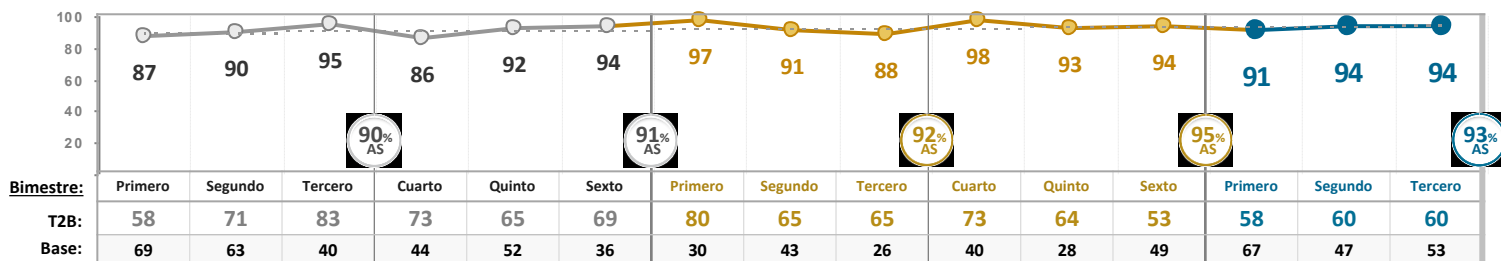 100
80
60
40
20
87 90 95 86 92 94 97 91 88 98 93 94 91 94 94
90% AS 91% AS 92% AS 95% AS 93% AS
Bimestre: Primero Segundo Tercero Cuarto Quinto Sexto Primero Segundo Tercero Cuarto Quinto Sexto Primero Segundo Tercero
T2B: 58 71 83 73 65 69 80 65 65 73 64 53 58 60 60
Base: 69 63 40 44 52 36 30 43 26 40 28 49 67 47 53